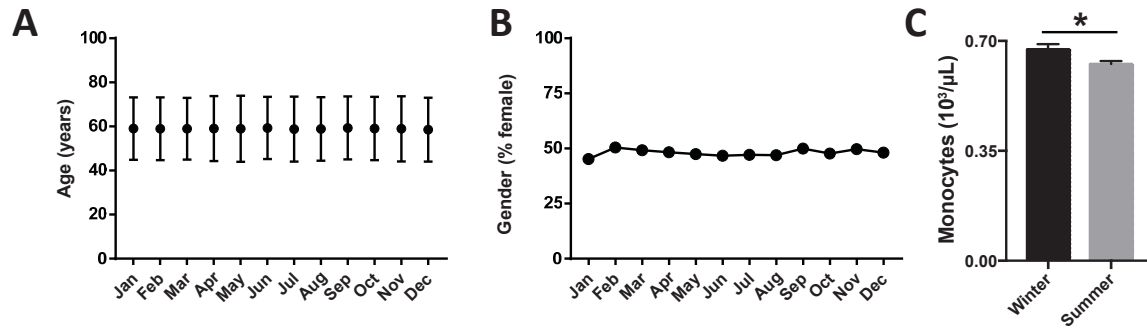 A
Age (years)
100
80
60
40
20
0
Jan
Feb
Mar
Apr
May
Jun
Jul
Aug
Sep
Oct
Nov
Dec
B
Gender (% female)
100
75
50
25
0
Jan
Feb
Mar
Apr
May
Jun
Jul
Aug
Sep
Oct
Nov
Dec
C
Monocytes (10³/µL)
0.70
0.35
0.00
*
Winter
Summer